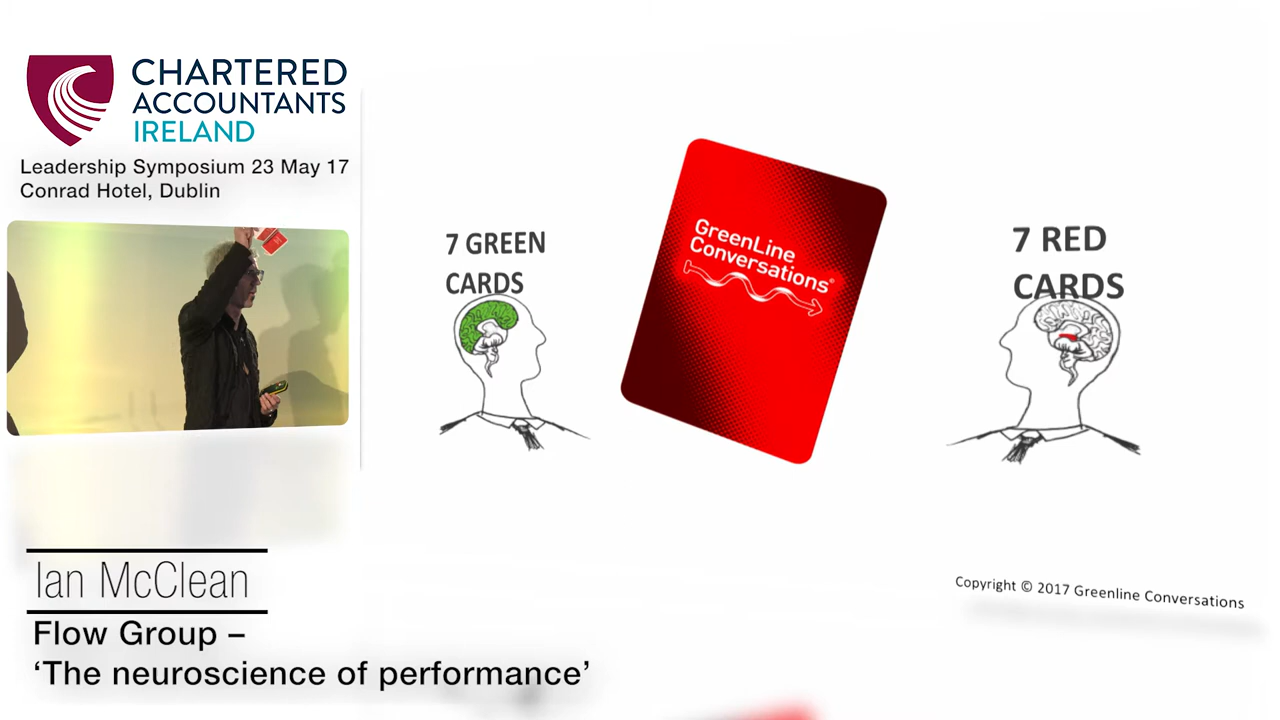 CHARTERED
ACCOUNTANTS
IRELAND
Leadership Symposium 23 May 17
Conrad Hotel, Dublin
7 GREEN
CARDS
GreenLine
Conversations®
7 RED
CARDS
Copyright © 2017 Greenline Conversations
Ian McClean
Flow Group –
‘The neuroscience of performance’